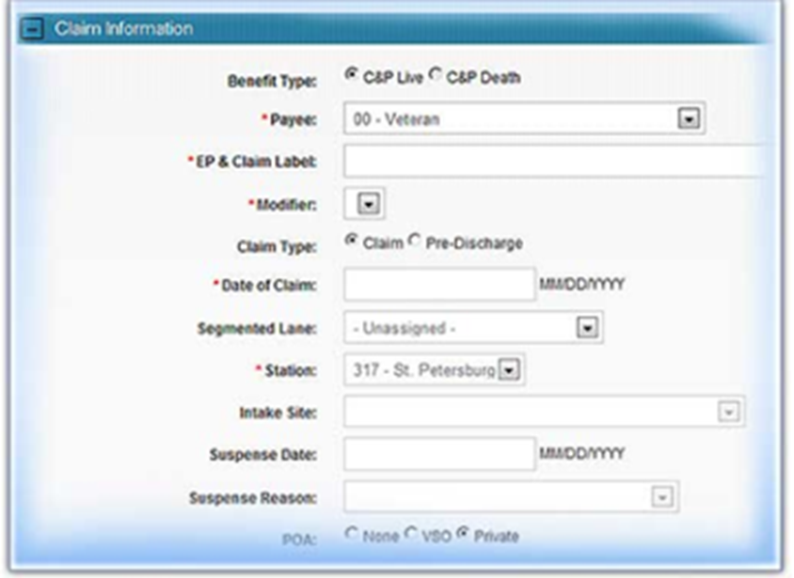 Claim Information
Benefit Type: C&P Live C&P Death
*Payee: 00 - Veteran
*EP & Claim Label:
*Modifier:
Claim Type: Claim Pre-Discharge
*Date of Claim: MM/DD/YYYY
Segmented Lane: - Unassigned -
* Station: 317 - St. Petersburg
Intake Site:
Suspense Date: MM/DD/YYYY
Suspense Reason:
POA: None VSO Private